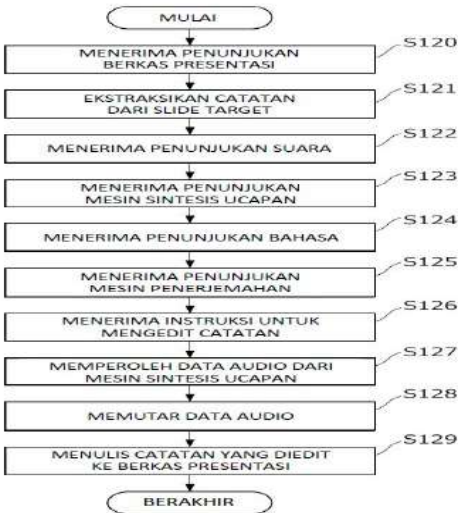 MULAI
MENERIMA PENUNJUKAN
BERKAS PRESENTASI
S120
EKSTRAKSIKAN CATATAN
DARI SLIDE TARGET
S121
MENERIMA PENUNJUKAN SUARA
S122
MENERIMA PENUNJUKAN
MESIN SINTESIS UCAPAN
S123
MENERIMA PENUNJUKAN BAHASA
S124
MENERIMA PENUNJUKAN
MESIN PENERJEMAHAN
S125
MENERIMA INSTRUKSI UNTUK
MENGEDIT CATATAN
S126
MEMPEROLEH DATA AUDIO DARI
MESIN SINTESIS UCAPAN
S127
MEMUTAR DATA AUDIO
S128
MENULIS CATATAN YANG DIEDIT
KE BERKAS PRESENTASI
S129
BERAKHIR